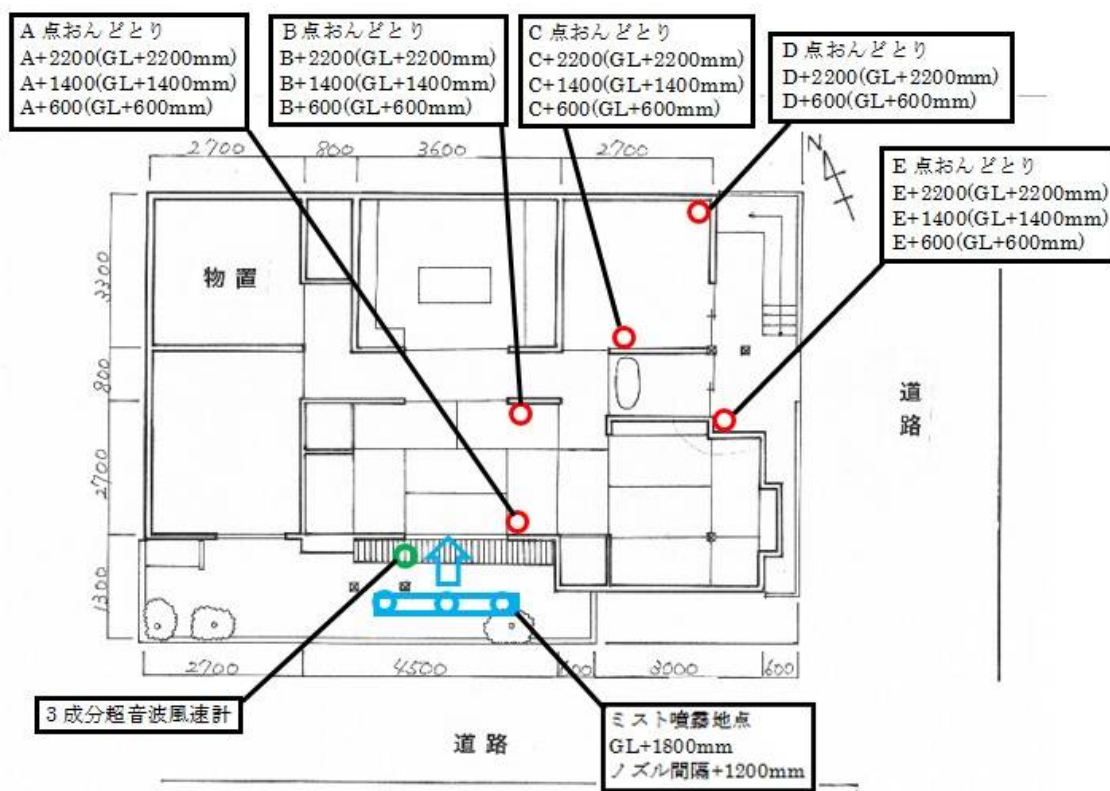 A 点おんどとり
A+2200(GL+2200mm)
A+1400(GL+1400mm)
A+600(GL+600mm)
B点おんどとり
B+2200(GL+2200mm)
B+1400(GL+1400mm)
B+600(GL+600mm)
C 点おんどとり
C+2200(GL+2200mm)
C+1400(GL+1400mm)
C+600(GL+600mm)
D 点おんどとり
D+2200(GL+2200mm)
D+600(GL+600mm)
E 点おんどとり
E+2200(GL+2200mm)
E+1400(GL+1400mm)
E+600(GL+600mm)
2700
800
3600
2700
N
3300
800
2700
1300
物置
道路
2700
4500
600
3000
600
3成分超音波風速計
道路
ミスト噴霧地点
GL+1800mm
ノズル間隔+1200mm